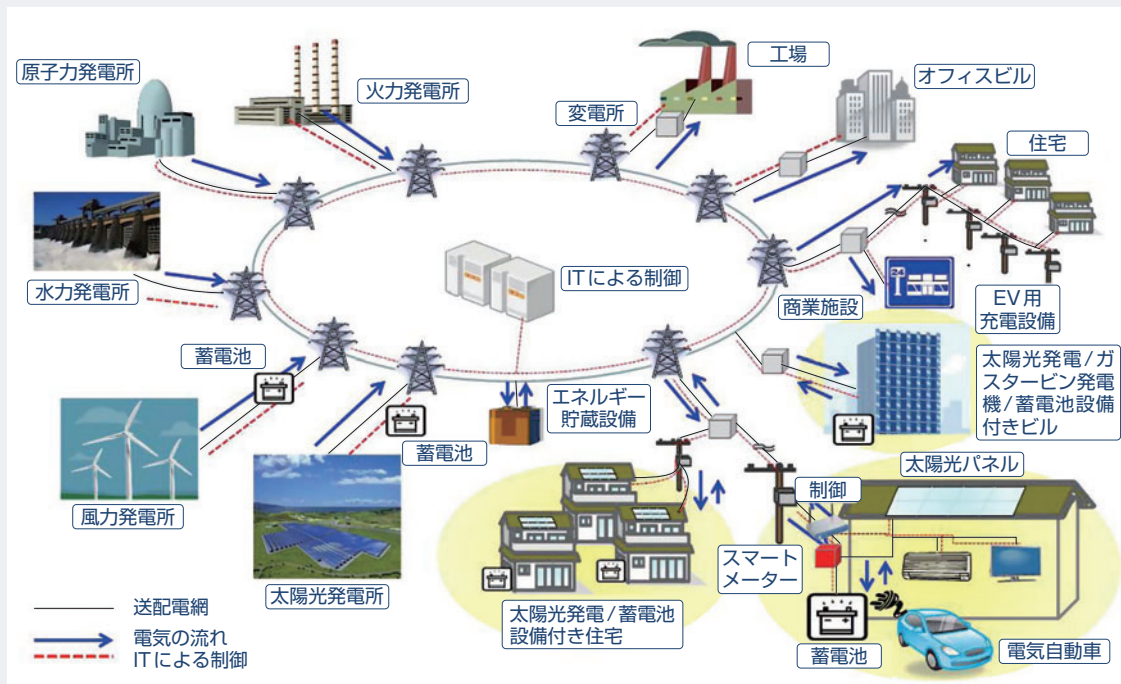 原子力発電所
火力発電所
変電所
工場
オフィスビル
住宅
水力発電所
ITによる制御
24
商業施設
EV用
充電設備
蓄電池
風力発電所
蓄電池
太陽光発電所
エネルギー
貯蔵設備
太陽光発電/ガ
スタービン発電
機/蓄電池設備
付きビル
太陽光パネル
制御
スマート
メーター
太陽光発電/蓄電池
設備付き住宅
蓄電池
電気自動車
送配電網
電気の流れ
ITによる制御